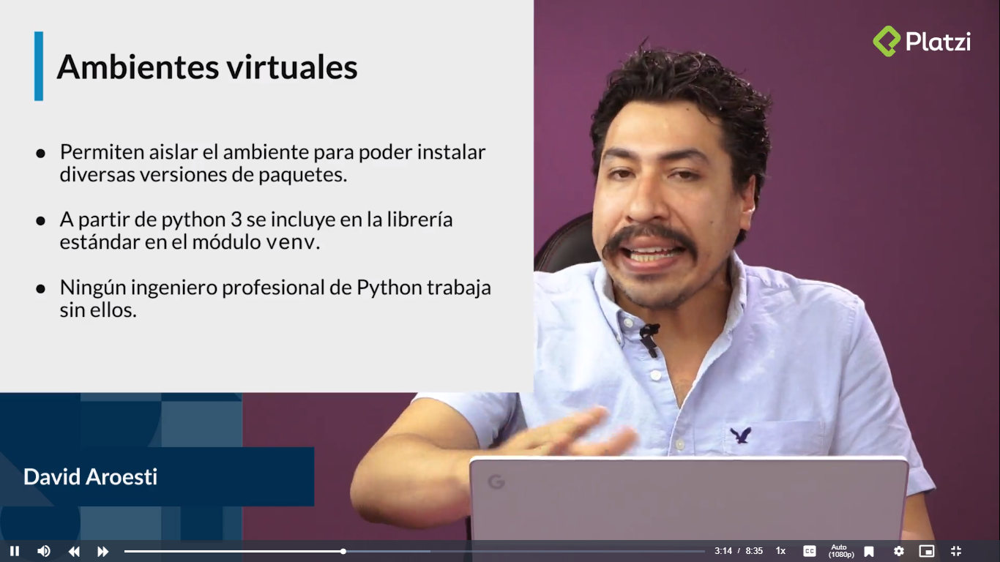 Ambientes virtuales
● Permiten aislar el ambiente para poder instalar
diversas versiones de paquetes.
● A partir de python 3 se incluye en la librería
estándar en el módulo venv.
● Ningún ingeniero profesional de Python trabaja
sin ellos.
Platzi
David Aroesti
G
3:14 / 8:35
1x
CC
Auto
(1080p)